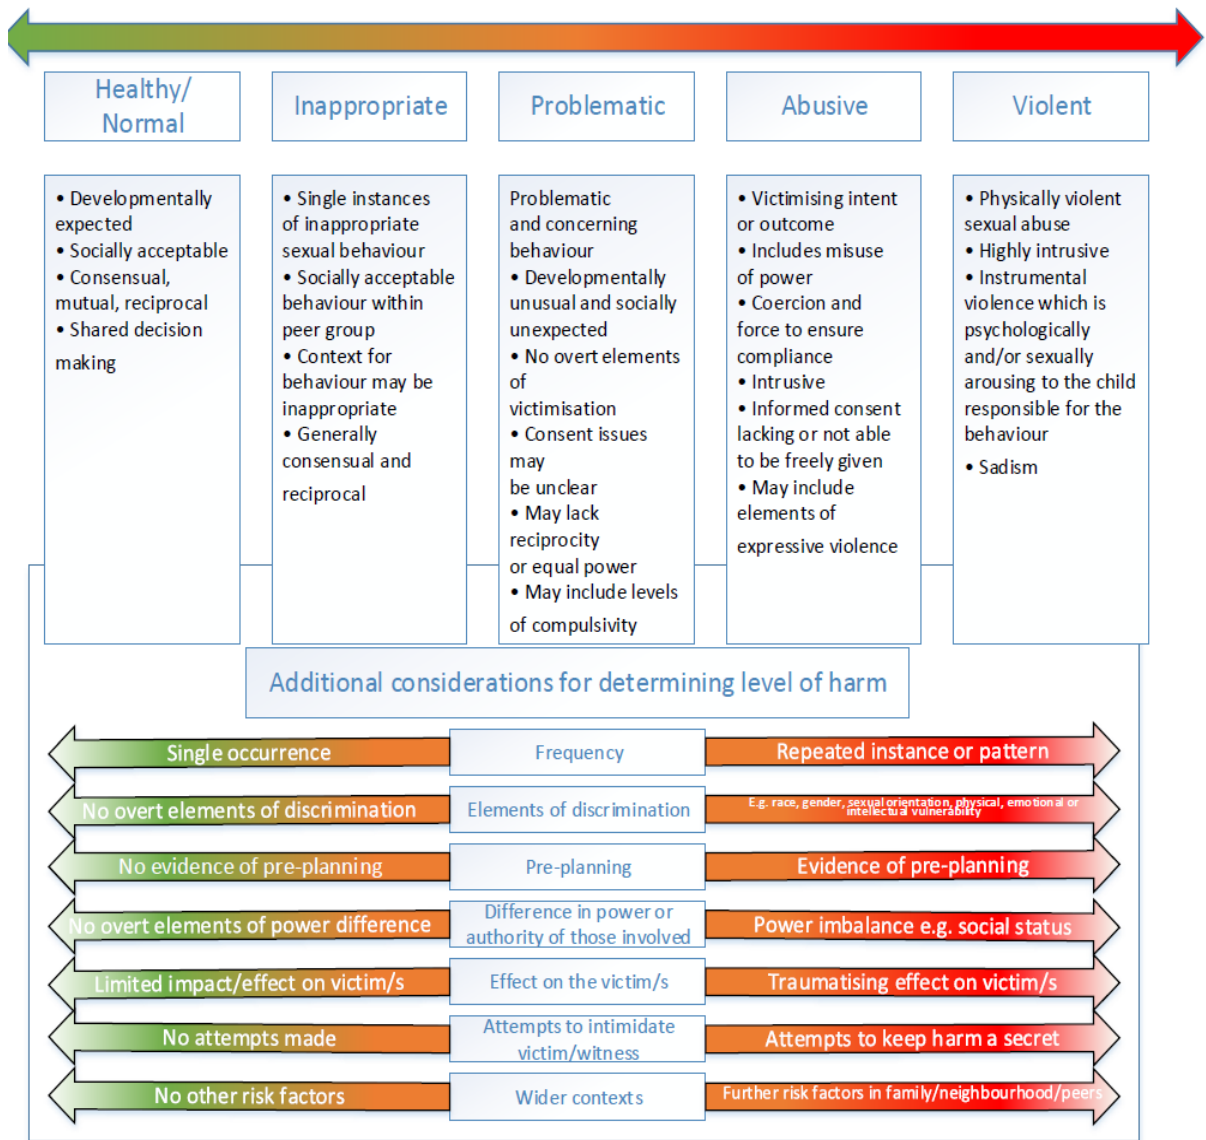 Healthy/
Normal
Inappropriate
Problematic
Abusive
Violent
• Developmentally
expected
• Socially acceptable
• Consensual,
mutual, reciprocal
• Shared decision
making
• Single instances
of inappropriate
sexual behaviour
• Socially acceptable
behaviour within
peer group
• Context for
behaviour may be
inappropriate
• Generally
consensual and
reciprocal
Problematic
and concerning
behaviour
• Developmentally
unusual and socially
unexpected
• No overt elements
of
victimisation
• Consent issues
may
be unclear
• May lack
reciprocity
or equal power
• May include levels
of compulsivity
• Victimising intent
or outcome
• Includes misuse
of power
• Coercion and
force to ensure
compliance
• Intrusive
• Informed consent
lacking or not able
to be freely given
• May include
elements of
expressive violence
• Physically violent
sexual abuse
• Highly intrusive
• Instrumental
violence which is
psychologically
and/or sexually
arousing to the child
responsible for the
behaviour
• Sadism
Additional considerations for determining level of harm
Single occurrence
Frequency
Repeated instance or pattern
No overt elements of discrimination
Elements of discrimination
E.g. race, gender, sexual orientation, physical, emotional or
intellectual vulnerability
No evidence of pre-planning
Pre-planning
Evidence of pre-planning
No overt elements of power difference
Difference in power or
authority of those involved
Power imbalance e.g. social status
Limited impact/effect on victim/s
Effect on the victim/s
Traumatising effect on victim/s
No attempts made
Attempts to intimidate
victim/witness
Attempts to keep harm a secret
No other risk factors
Wider contexts
Further risk factors in family/neighbourhood/peers